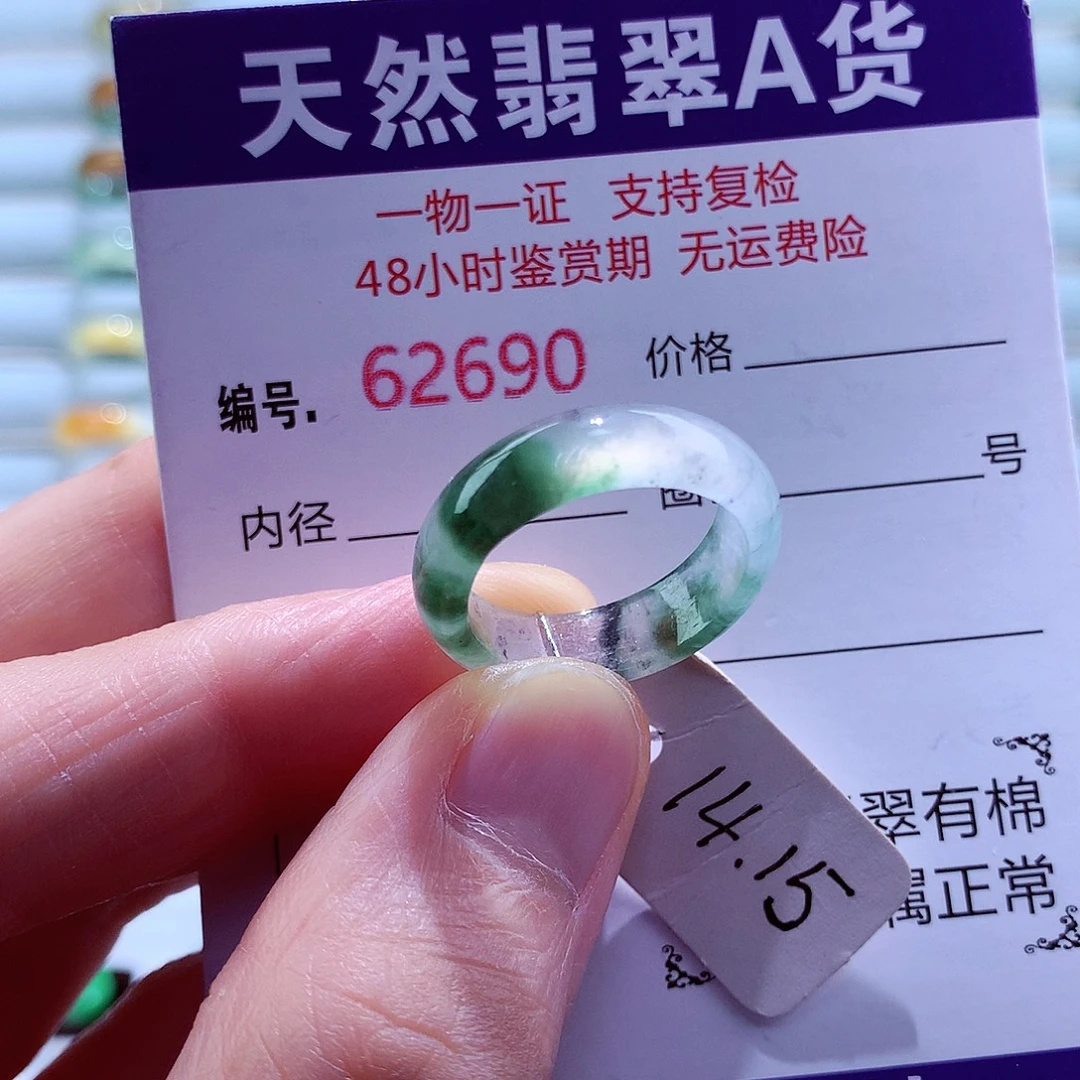 天然翡翠A货
一物一证 支持复检
48小时鉴赏期 无运费险
编号. 62690 价格
内径 圈 号
14.15
翠有棉
属正常